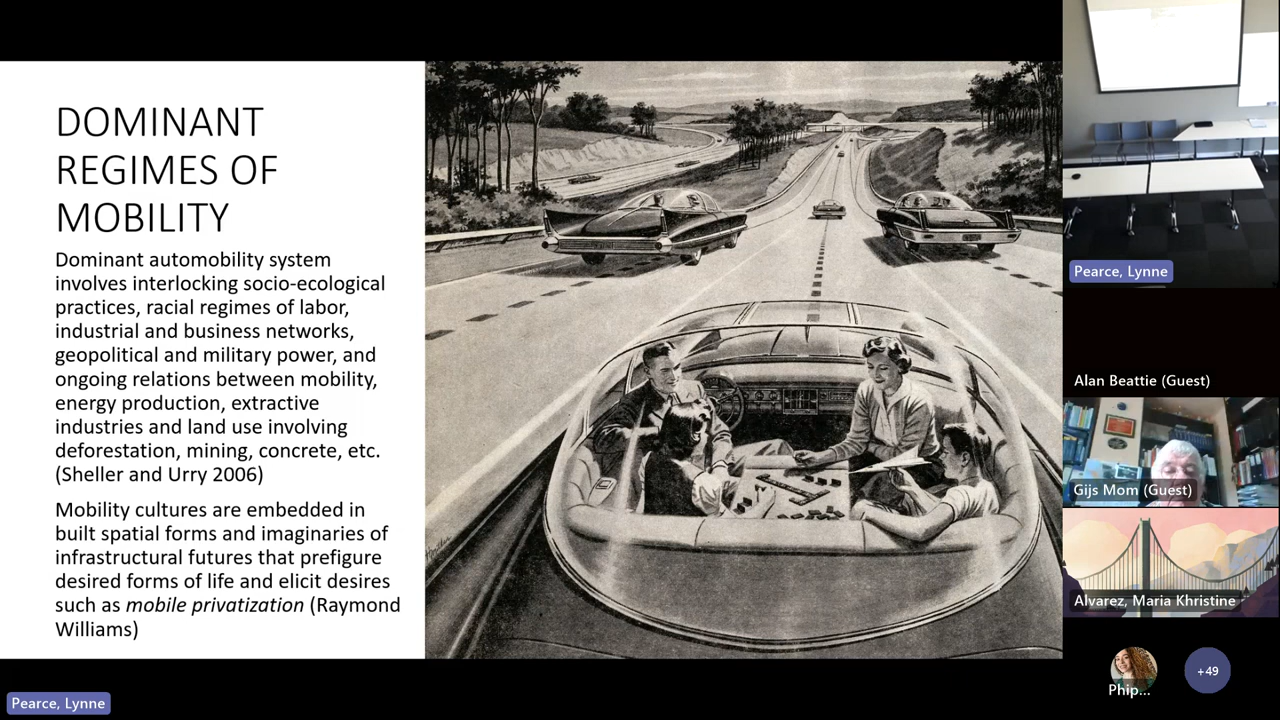 DOMINANT
REGIMES OF
MOBILITY
Dominant automobility system
involves interlocking socio-ecological
practices, racial regimes of labor,
industrial and business networks,
geopolitical and military power, and
ongoing relations between mobility,
energy production, extractive
industries and land use involving
deforestation, mining, concrete, etc.
(Sheller and Urry 2006)
Mobility cultures are embedded in
built spatial forms and imaginaries of
infrastructural futures that prefigure
desired forms of life and elicit desires
such as mobile privatization (Raymond
Williams)
Pearce, Lynne
Pearce, Lynne
Alan Beattie (Guest)
Gijs Mom (Guest)
Alvarez, Maria Khristine
Phip...
+49